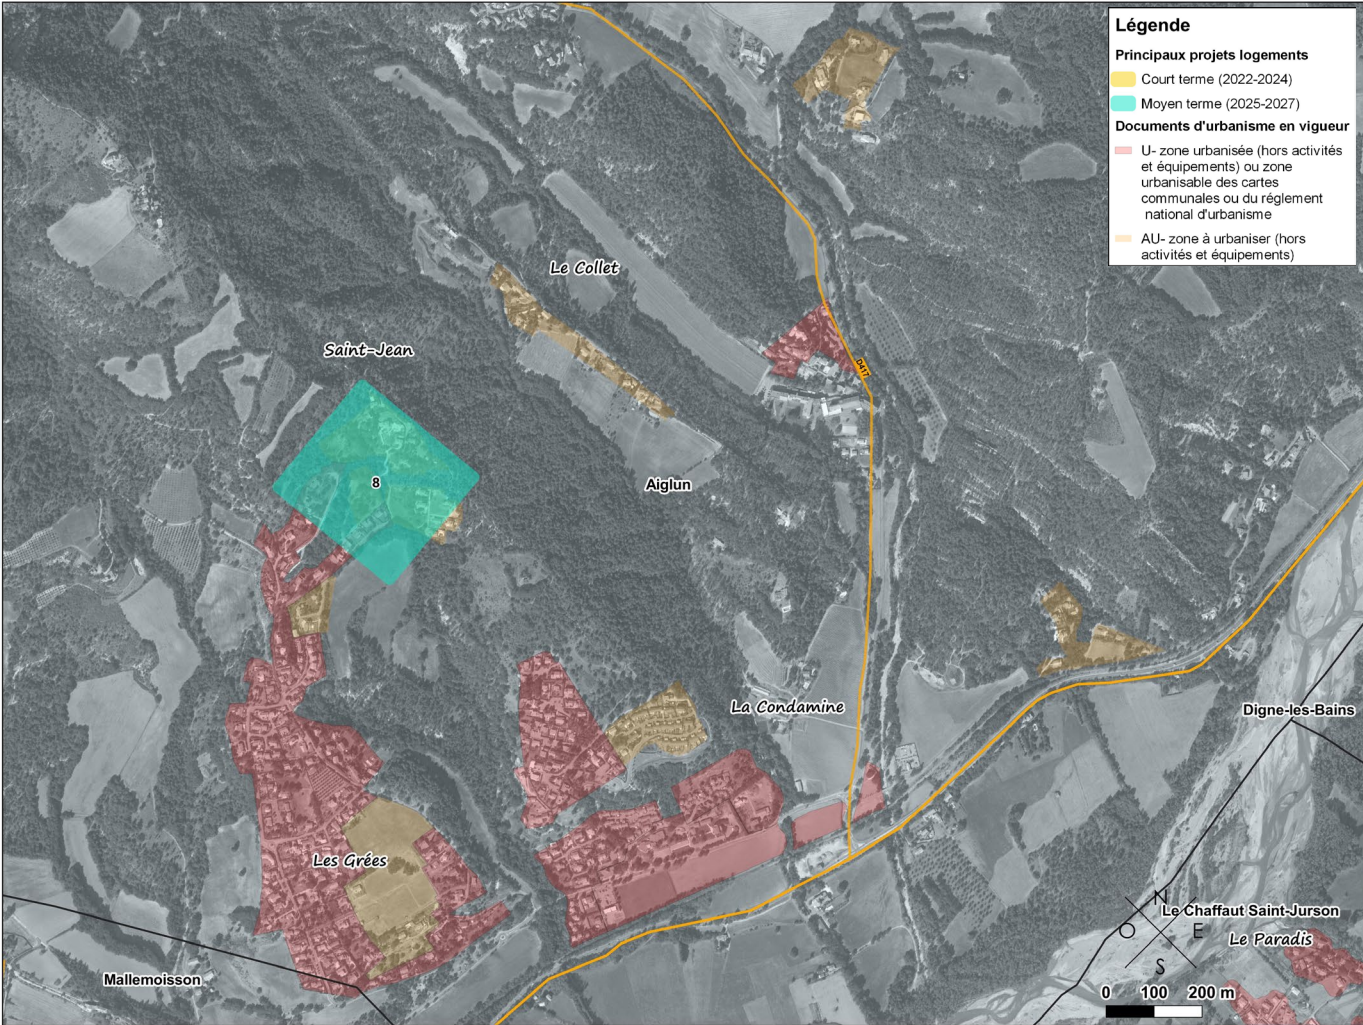 Légende
Principaux projets logements
Court terme (2022-2024)
Moyen terme (2025-2027)
Documents d'urbanisme en vigueur
U- zone urbanisée (hors activités
et équipements) ou zone
urbanisable des cartes
communales ou du réglement
national d'urbanisme
AU- zone à urbaniser (hors
activités et équipements)
Le Collet
Saint-Jean
D417
8
Aiglun
La Condamine
Digne-les-Bains
Les Grées
N
Le Chaffaut Saint-Jurson
O
E
Le Paradis
S
Mallemoisson
0 100 200 m